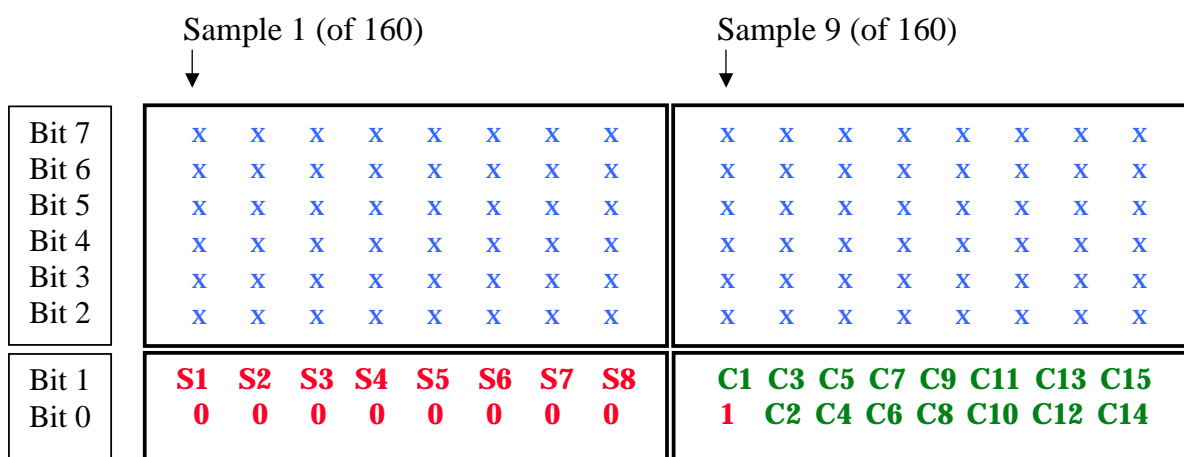 Sample 1 (of 160) Sample 9 (of 160)
Bit 7 x x x x x x x x x x x x x x x x
Bit 6 x x x x x x x x x x x x x x x x
Bit 5 x x x x x x x x x x x x x x x x
Bit 4 x x x x x x x x x x x x x x x x
Bit 3 x x x x x x x x x x x x x x x x
Bit 2 x x x x x x x x x x x x x x x x
Bit 1 S1 S2 S3 S4 S5 S6 S7 S8 C1 C3 C5 C7 C9 C11 C13 C15
Bit 0 0 0 0 0 0 0 0 0 1 C2 C4 C6 C8 C10 C12 C14